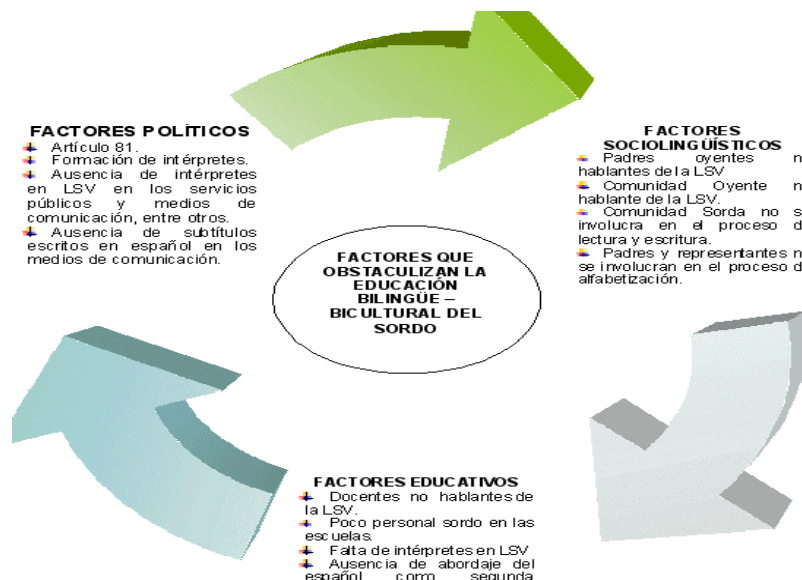 FACTORES POLÍTICOS
Artículo 81.
Formación de intérpretes.
Ausencia de intérpretes
en LSV en los servicios
públicos y medios de
comunicación, entre otros.
Ausencia de subtítulos
escritos en español en los
medios de comunicación.
FACTORES
SOCIOLINGÜÍSTICOS
Padres oyentes n
hablantes de la LSV
Comunidad Oyente n
hablante de la LSV.
Comunidad Sorda no s
involucra en el proceso d
lectura y escritura.
Padres y representantes n
se involucran en el proceso d
alfabetización.
FACTORES QUE
OBSTACULIZAN LA
EDUCACIÓN
BILINGÜE –
BICULTURAL DEL
SORDO
FACTORES EDUCATIVOS
Docentes no hablantes de
la LSV.
Poco personal sordo en las
escuelas.
Falta de intérpretes en LSV
Ausencia de abordaje del
español como segunda